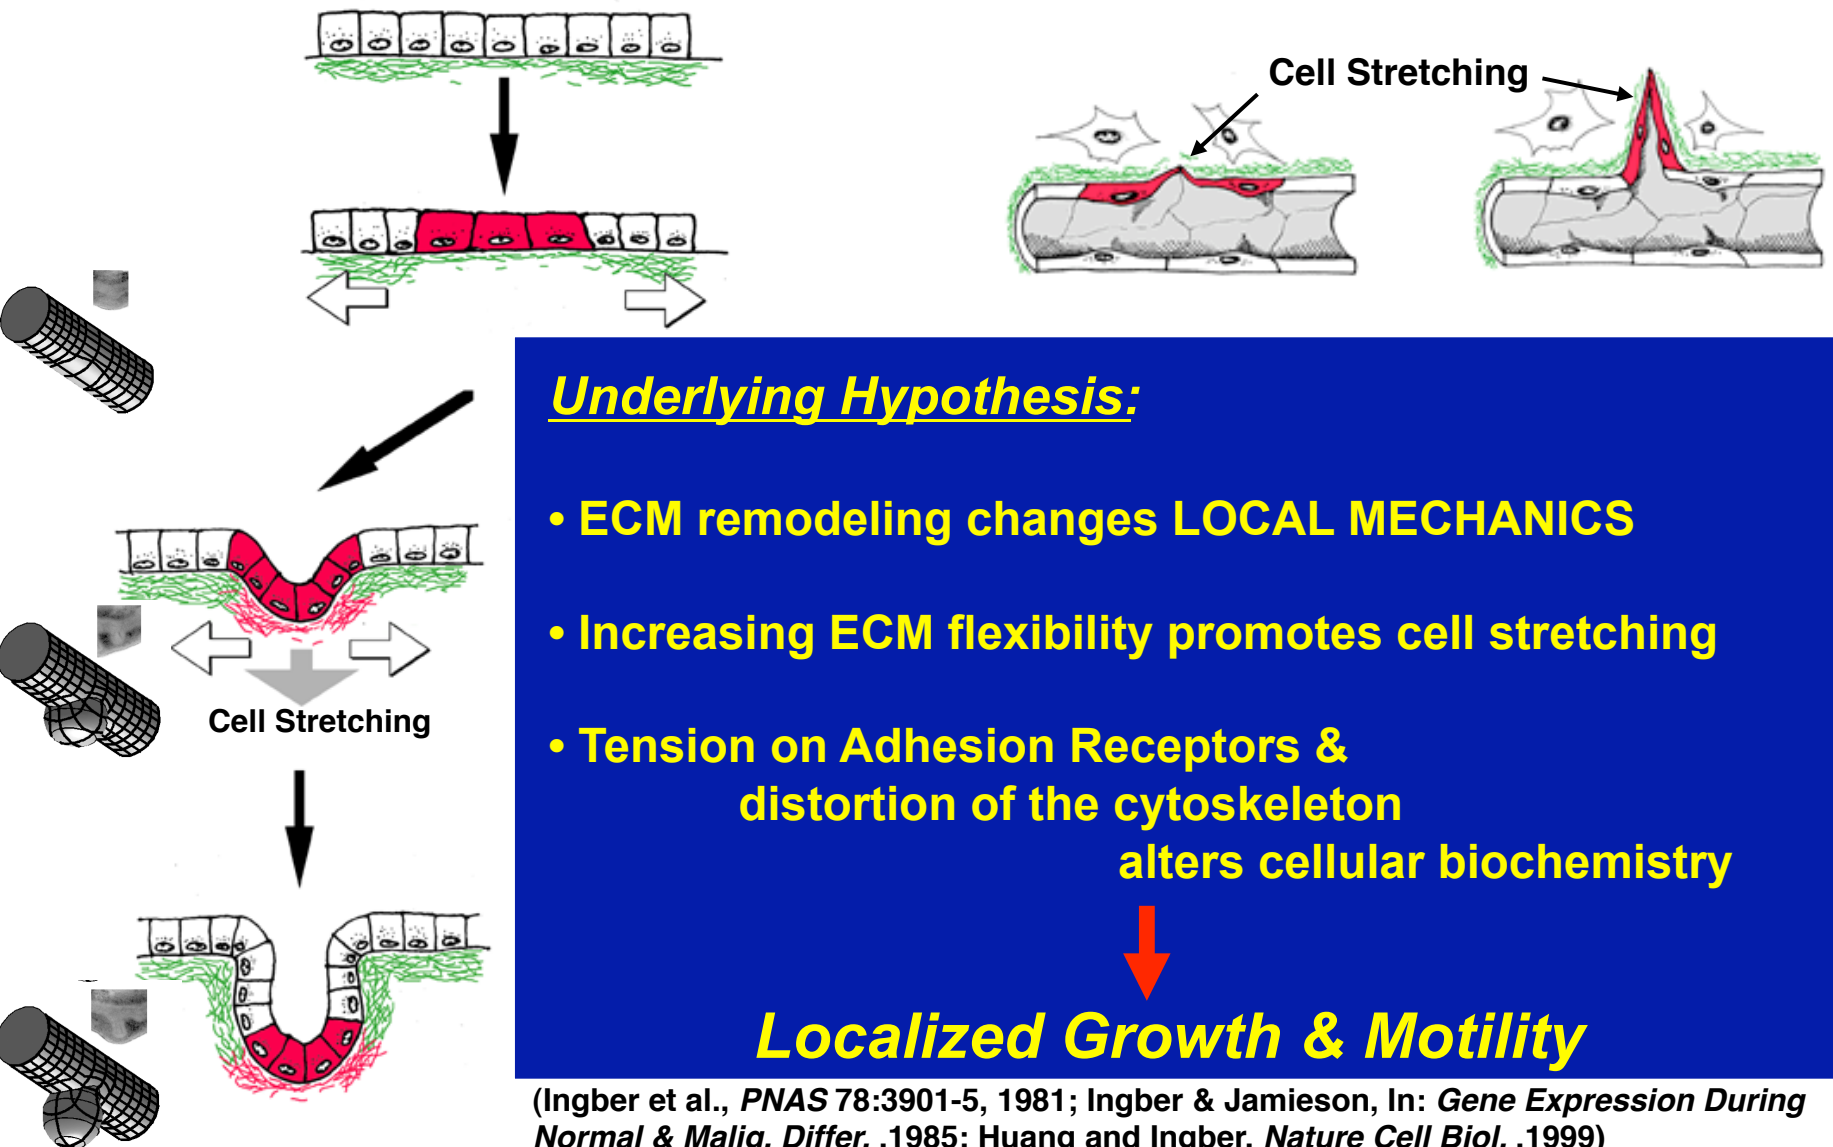 Cell Stretching
Underlying Hypothesis:
• ECM remodeling changes LOCAL MECHANICS
• Increasing ECM flexibility promotes cell stretching
• Tension on Adhesion Receptors &
distortion of the cytoskeleton
alters cellular biochemistry
Cell Stretching
Localized Growth & Motility
(Ingber et al., PNAS 78:3901-5, 1981; Ingber & Jamieson, In: Gene Expression During
Normal & Malig. Differ. ,1985; Huang and Ingber, Nature Cell Biol. ,1999)